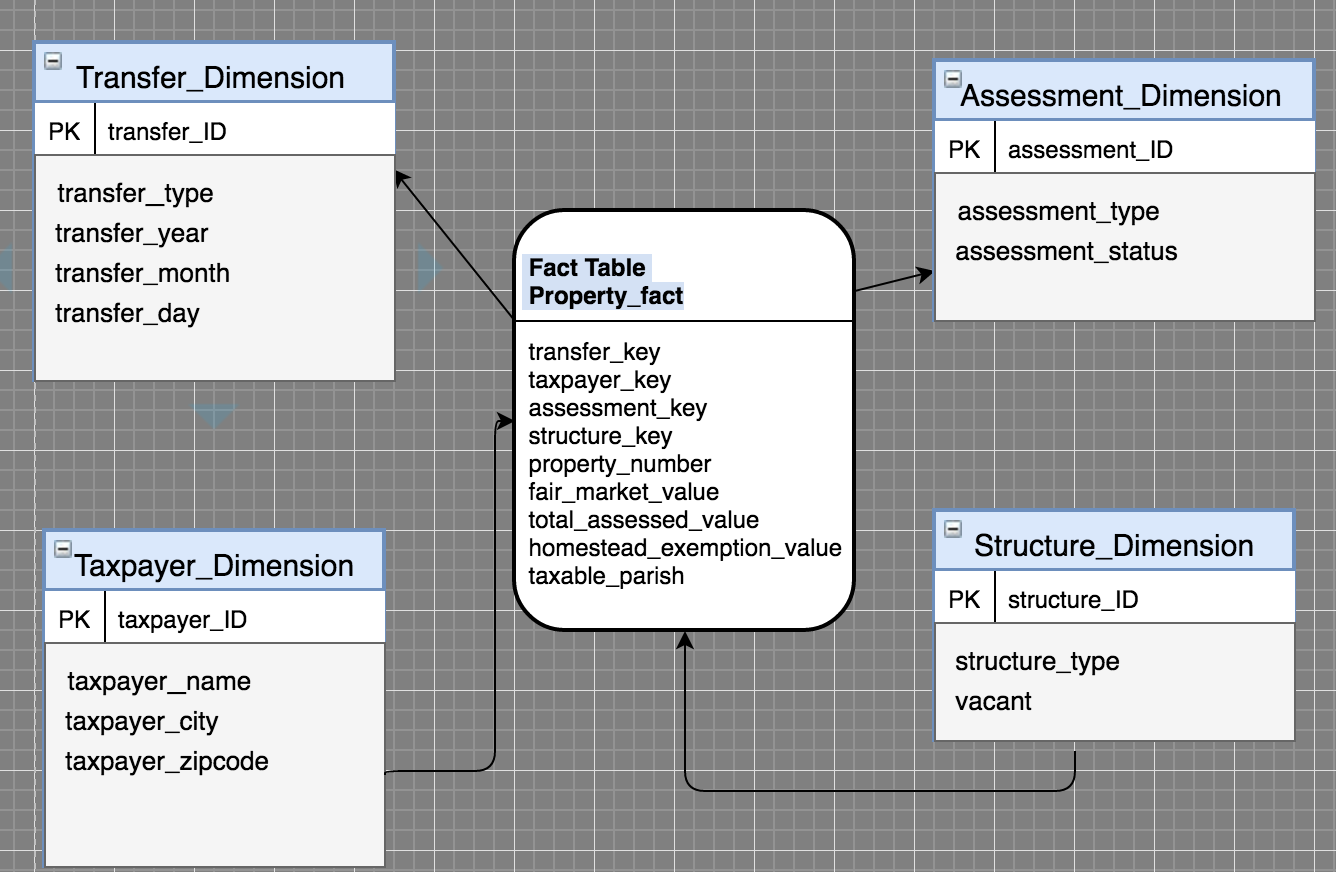 Transfer_Dimension
PK transfer_ID
transfer_type
transfer_year
transfer_month
transfer_day
Assessment_Dimension
PK assessment_ID
assessment_type
assessment_status
Fact Table
Property_fact
transfer_key
taxpayer_key
assessment_key
structure_key
property_number
fair_market_value
total_assessed_value
homestead_exemption_value
taxable_parish
Taxpayer_Dimension
PK taxpayer_ID
taxpayer_name
taxpayer_city
taxpayer_zipcode
Structure_Dimension
PK structure_ID
structure_type
vacant